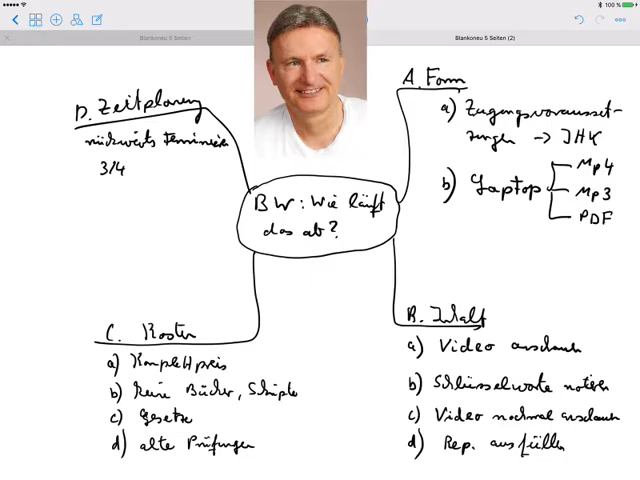 100 %
Blankoneu 5 Seiten
Blankoneu 5 Seiten (2)
A. Form
a) Zugangsvorausset-
zungen → IHK
b) Laptop
Mp4
Mp3
PDF
D. Zeitplanung
rückwärts terminieren
3/4
BW: Wie läuft
das ab?
B. Inhalt
a) Video anschauen
b) Schlüsselworte notieren
c) Video nochmal anschauen
d) Rep. ausfüllen
C. Kosten
a) Komplettpreis
b) keine Bücher, Skripte
c) Gesetze
d) alte Prüfungen